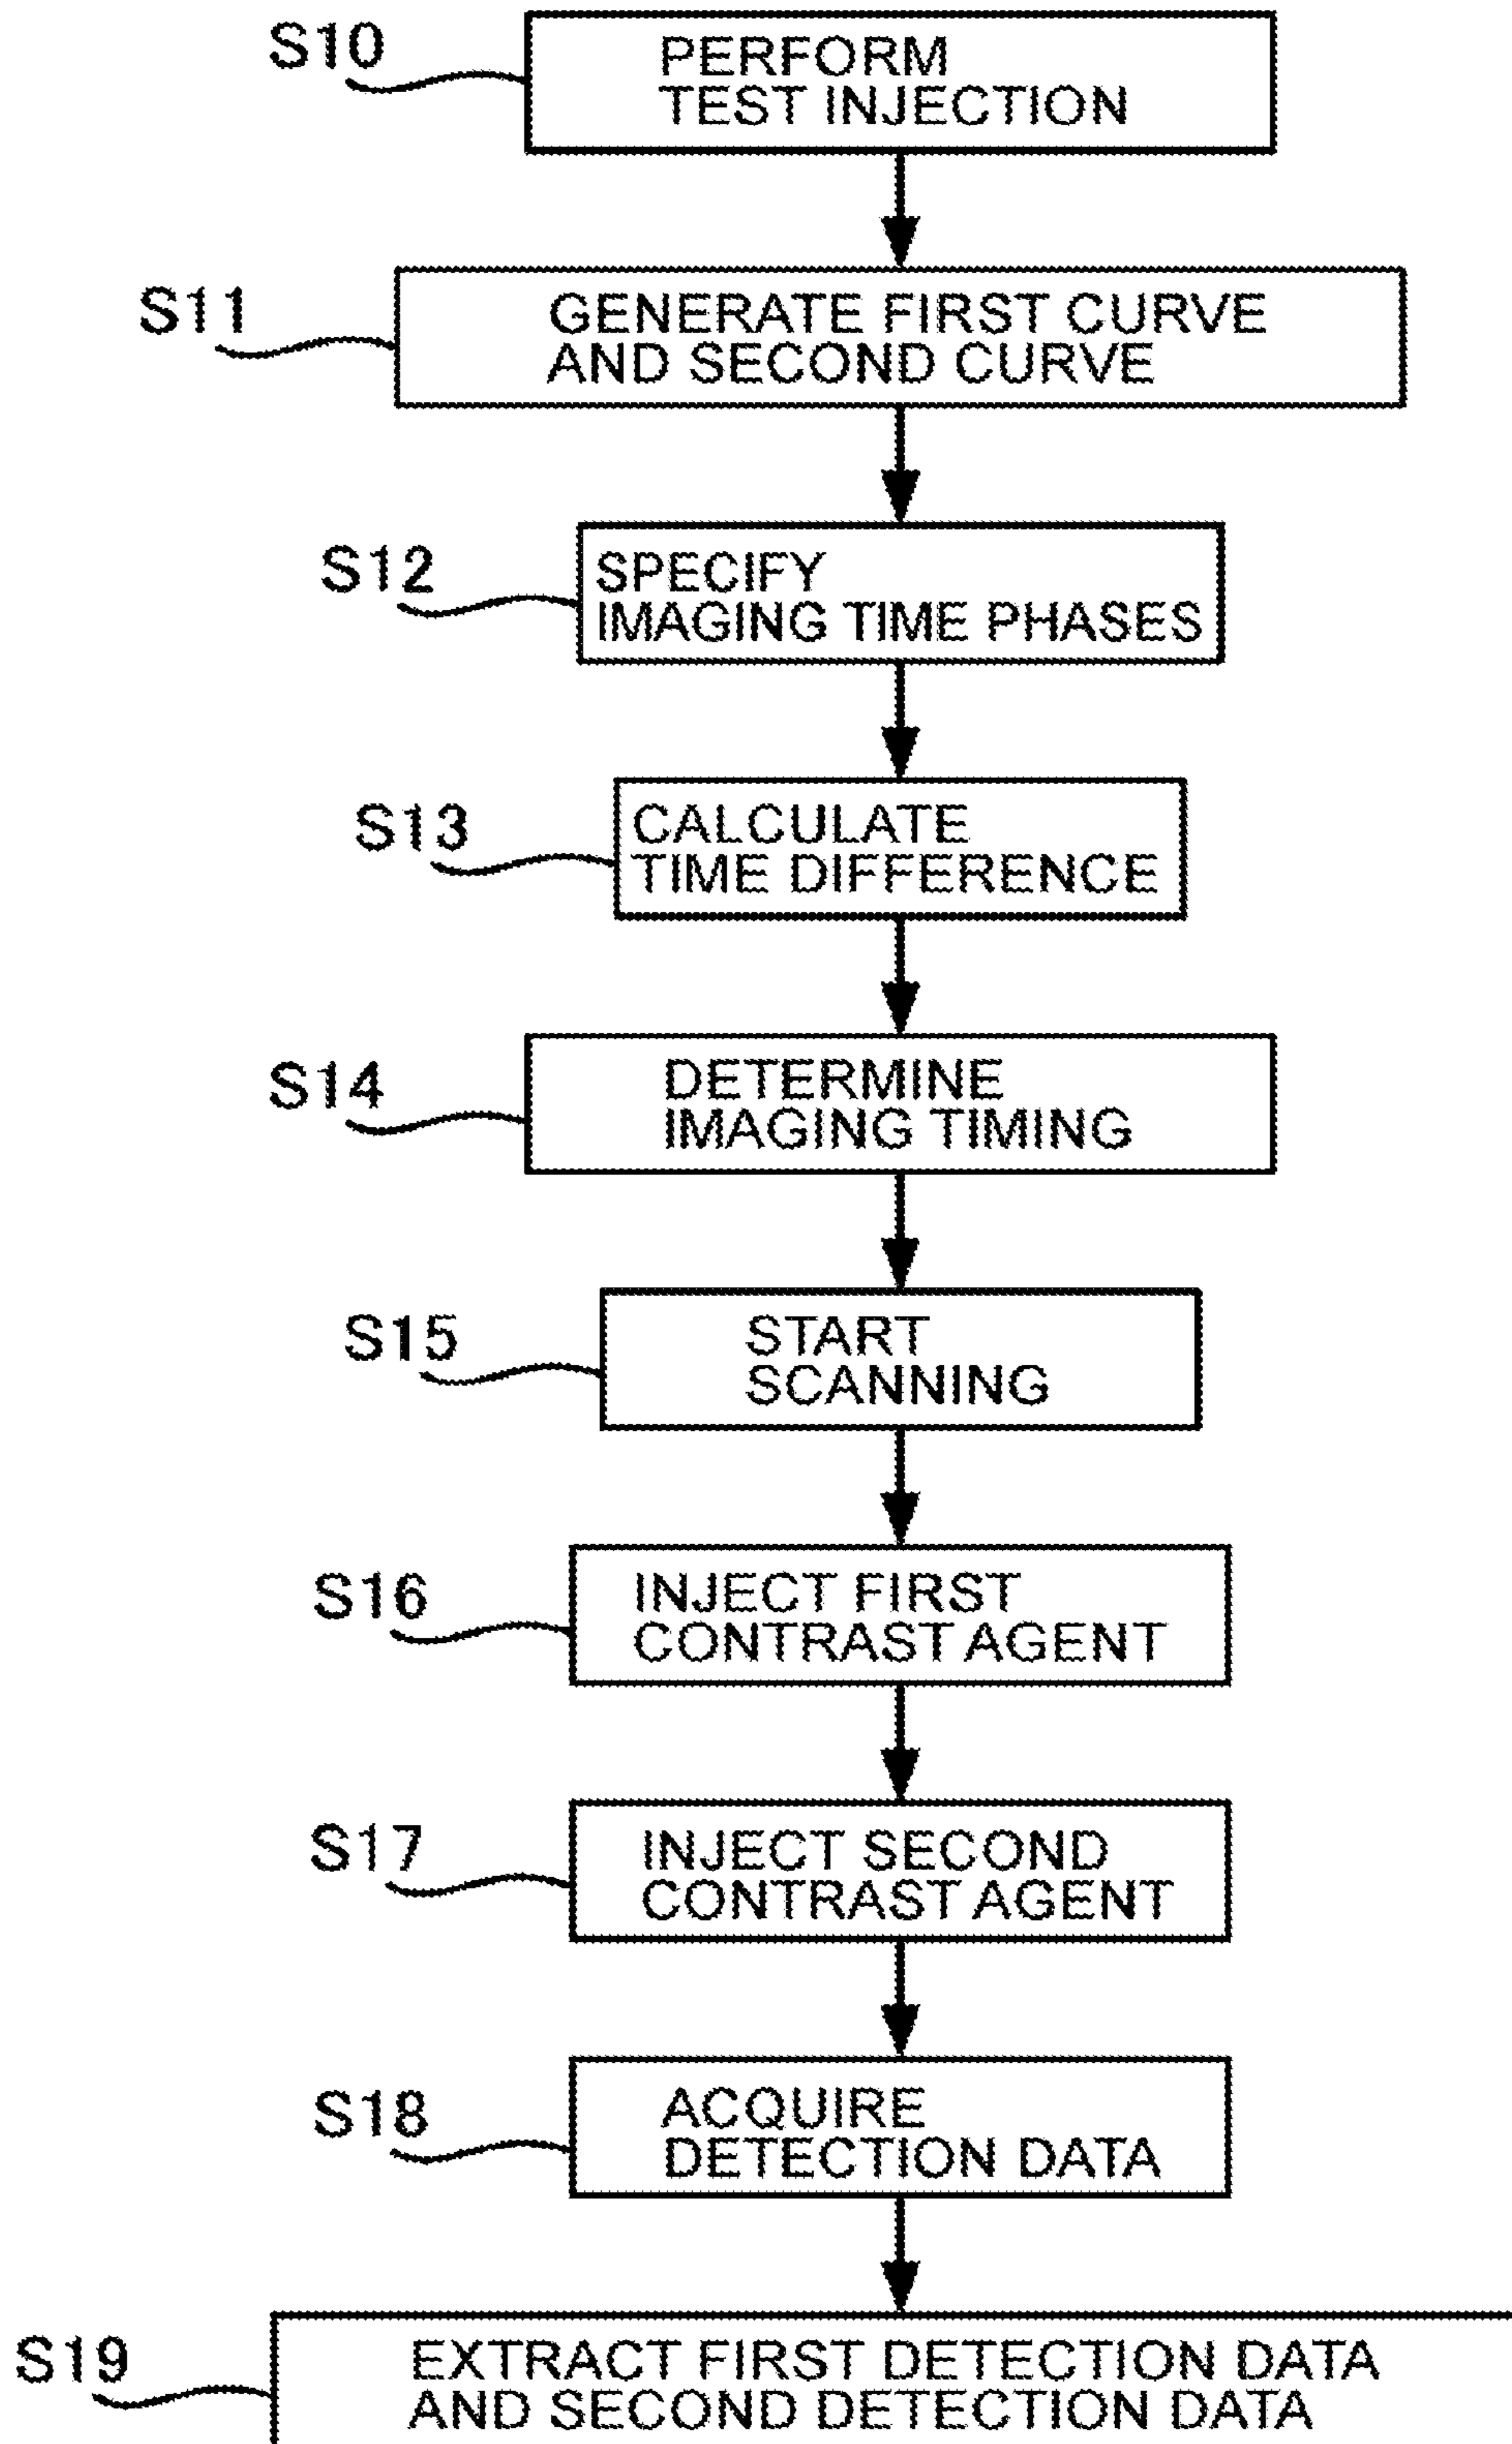 S10
PERFORM
TEST INJECTION
S11
GENERATE FIRST CURVE
AND SECOND CURVE
S12
SPECIFY
IMAGING TIME PHASES
S13
CALCULATE
TIME DIFFERENCE
S14
DETERMINE
IMAGING TIMING
S15
START
SCANNING
S16
INJECT FIRST
CONTRAST AGENT
S17
INJECT SECOND
CONTRAST AGENT
S18
ACQUIRE
DETECTION DATA
S19
EXTRACT FIRST DETECTION DATA
AND SECOND DETECTION DATA